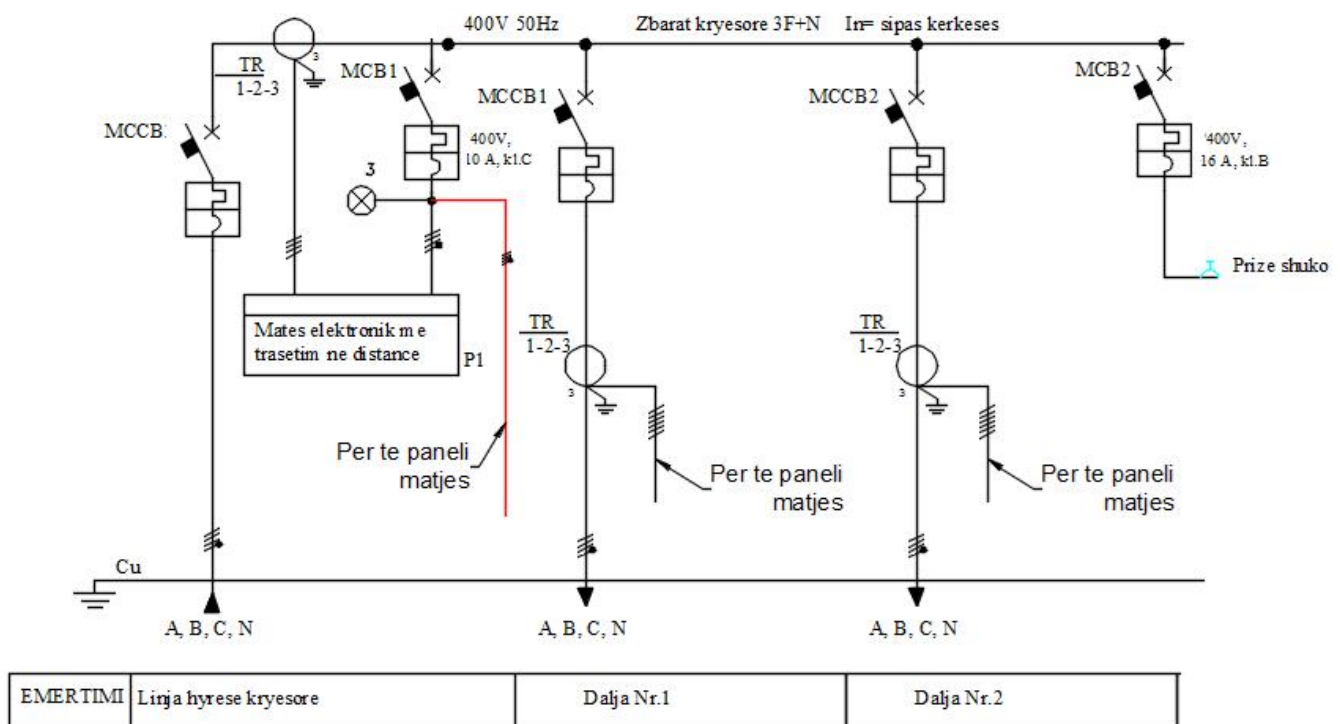 400V 50Hz Zbarat kryesore 3F+N In= sipas kerkeses
TR
1-2-3
3
MCB1
MCCB1
MCCB2
MCB2
MCCB
400V,
10 A, kl.C
'400V,
16 A, kl.B
3
Prize shuko
Mates elektronik me
trasetim ne distance
P1
TR
1-2-3
3
TR
1-2-3
3
Per te paneli
matjes
Per te paneli
matjes
Per te paneli
matjes
Cu
A, B, C, N
A, B, C, N
A, B, C, N
EMERTIMI Linja hyrese kryesore Dalja Nr.1 Dalja Nr.2